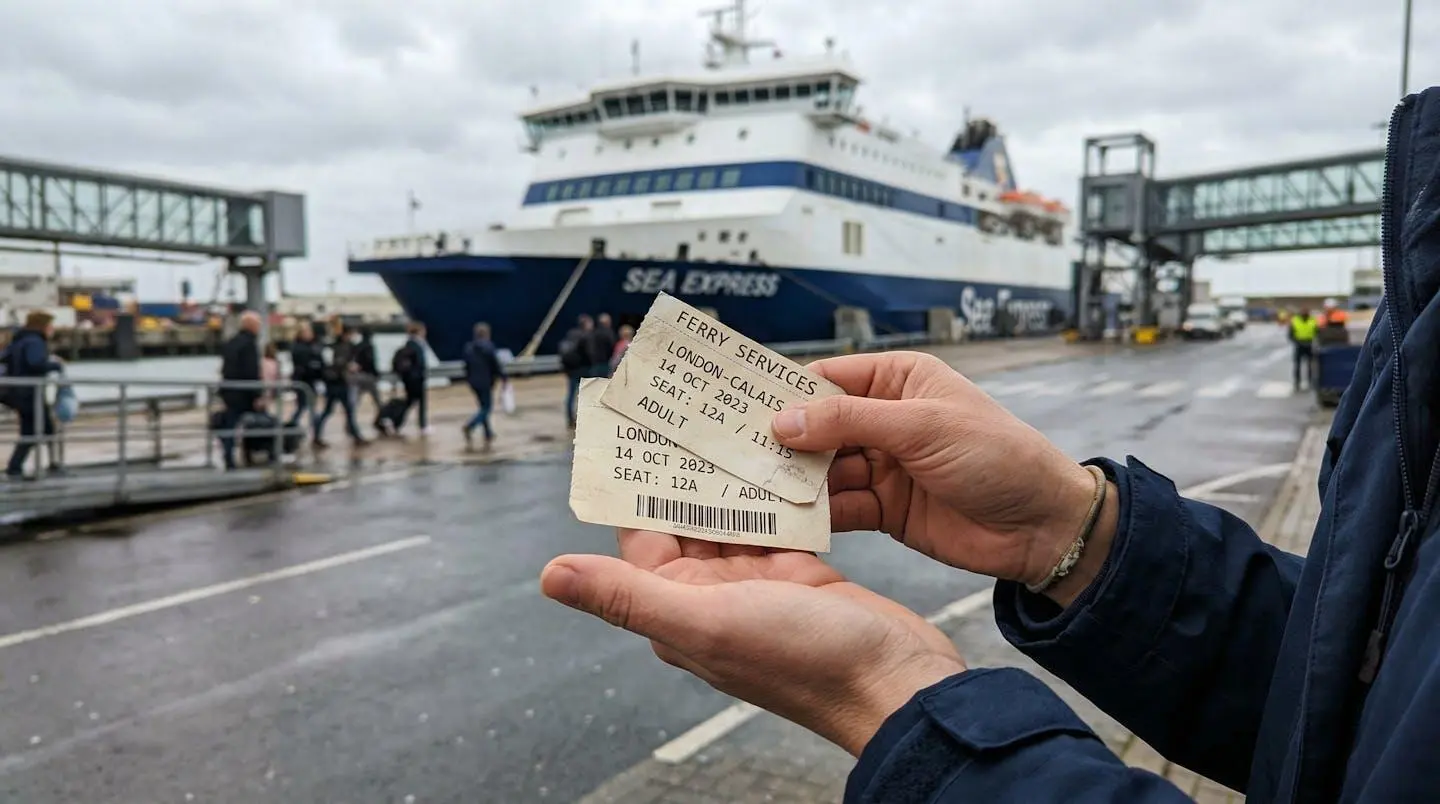 SEA EXPRESS
Sea Express
FERRY SERVICES
LONDON-CALAIS
14 OCT 2023
SEAT: 12A / 11:15
ADULT
LONDON
14 OCT 2023
SEAT: 12A / ADULT